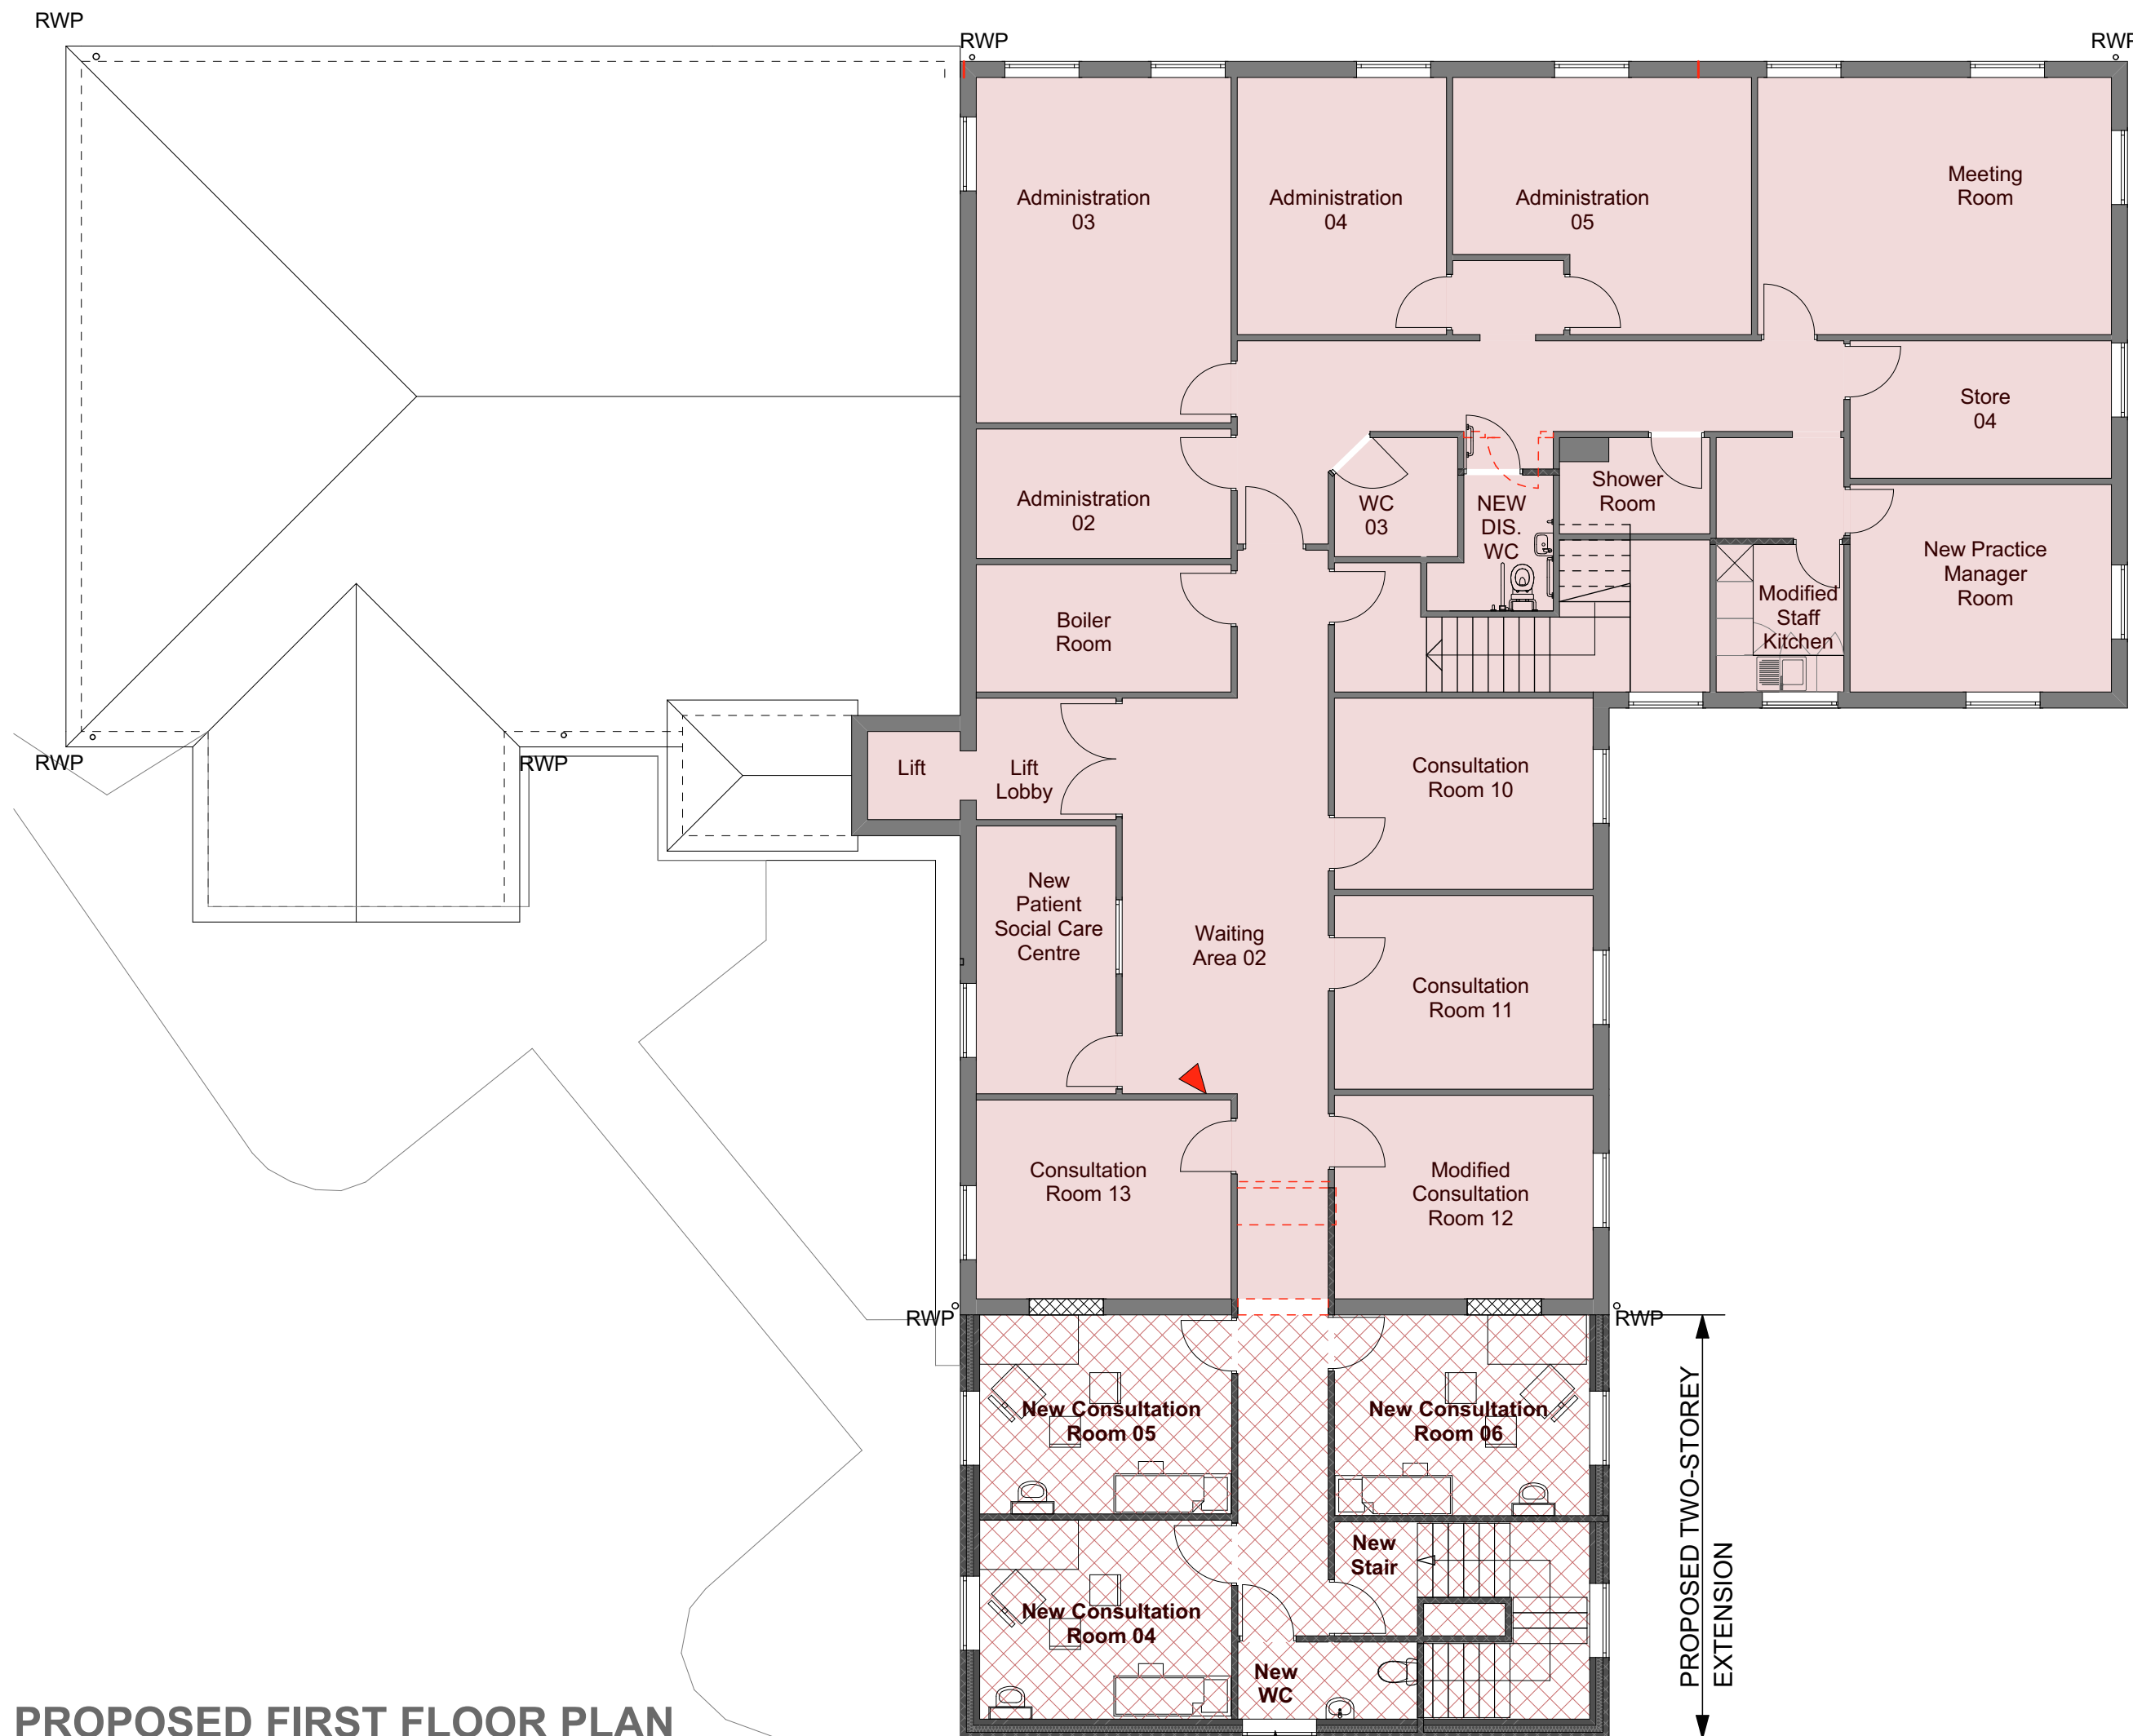 RWP
RWP
RWP
Administration
03
Administration
04
Administration
05
Meeting
Room
Store
04
Administration
02
WC
03
NEW
DIS.
WC
Shower
Room
New Practice
Manager
Room
Modified
Staff
Kitchen
Boiler
Room
RWP
RWP
Lift
Lift
Lobby
Consultation
Room 10
New
Patient
Social Care
Centre
Waiting
Area 02
Consultation
Room 11
Consultation
Room 13
Modified
Consultation
Room 12
RWP
RWP
New Consultation
Room 05
New Consultation
Room 06
New
Stair
New Consultation
Room 04
New
WC
PROPOSED TWO-STOREY
EXTENSION
PROPOSED FIRST FLOOR PLAN